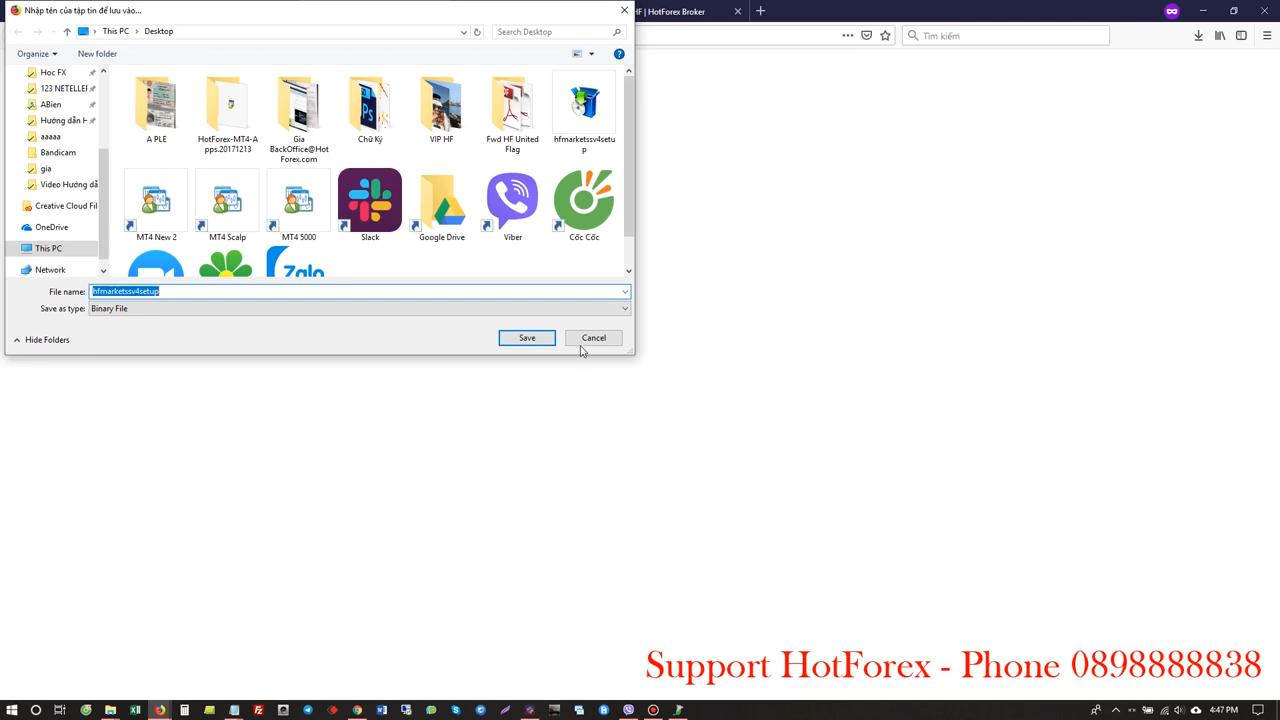 Nhập tên của tập tin để lưu vào...
HF | HotForex Broker
This PC > Desktop
Search Desktop
Tìm kiếm
Organize
New folder
Hoc FX
123 NETELLER
ABien
Hướng dẫn H
aaaaa
Bandicam
gia
Video Hướng dẫ
Creative Cloud Fil
OneDrive
This PC
Network
A PLE
HotForex-MT4-Apps.20171213
Gia BackOffice@HotForex.com
Chữ Ký
VIP HF
Fwd HF United Flag
hfmarketssv4setup
MT4 New 2
MT4 Scalp
MT4 5000
Slack
Google Drive
Viber
Cốc Cốc
Zalo
File name:
hfmarketssv4setup
Save as type:
Binary File
Hide Folders
Save
Cancel
Support HotForex - Phone 0898888838
4:47 PM